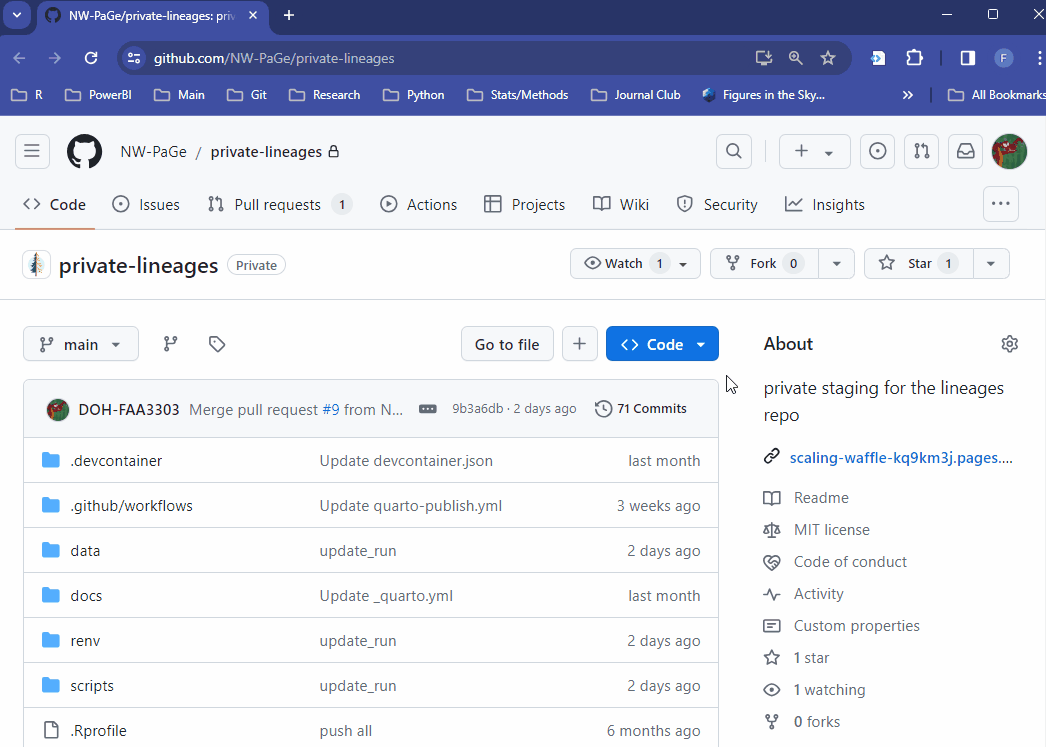 NW-PaGe/private-lineages: priv
github.com/NW-PaGe/private-lineages
F
R PowerBI Main Git Research Python Stats/Methods Journal Club Figures in the Sky... » All Bookmarks
NW-PaGe / private-lineages
Code Issues Pull requests 1 Actions Projects Wiki Security Insights
private-lineages Private Watch 1 Fork 0 Star 1
main Go to file Code
DOH-FAA3303 Merge pull request #9 from N... 9b3a6db · 2 days ago 71 Commits
.devcontainer Update devcontainer.json last month
.github/workflows Update quarto-publish.yml 3 weeks ago
data update_run 2 days ago
docs Update _quarto.yml last month
renv update_run 2 days ago
scripts update_run 2 days ago
.Rprofile push all 6 months ago
About
private staging for the lineages
repo
scaling-waffle-kq9km3j.pages....
Readme
MIT license
Code of conduct
Activity
Custom properties
1 star
1 watching
0 forks